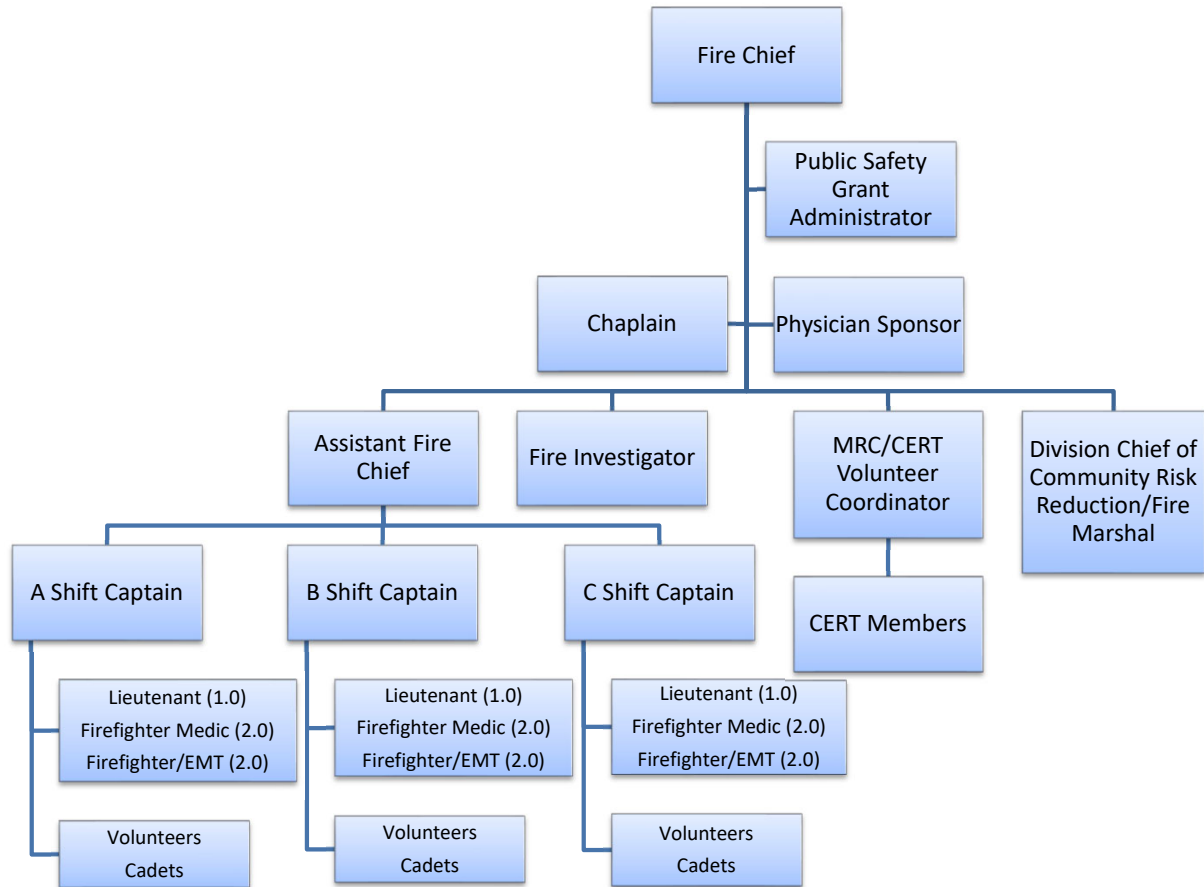 Fire Chief
Public Safety
Grant
Administrator
Chaplain
Physician Sponsor
Assistant Fire
Chief
Fire Investigator
MRC/CERT
Volunteer
Coordinator
Division Chief of
Community Risk
Reduction/Fire
Marshal
A Shift Captain
B Shift Captain
C Shift Captain
CERT Members
Lieutenant (1.0)
Firefighter Medic (2.0)
Firefighter/EMT (2.0)
Lieutenant (1.0)
Firefighter Medic (2.0)
Firefighter/EMT (2.0)
Lieutenant (1.0)
Firefighter Medic (2.0)
Firefighter/EMT (2.0)
Volunteers
Cadets
Volunteers
Cadets
Volunteers
Cadets